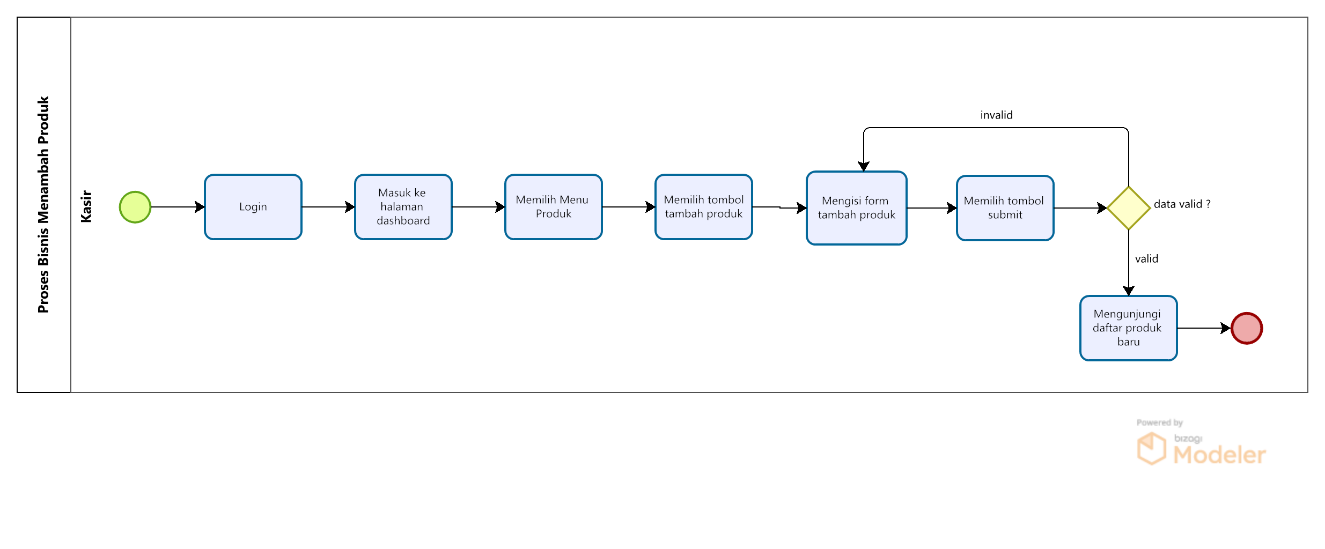 Proses Bisnis Menambah Produk
Kasir
Login
Masuk ke
halaman
dashboard
Memilih Menu
Produk
Memilih tombol
tambah produk
Mengisi form
tambah produk
Memilih tombol
submit
invalid
data valid ?
valid
Mengunjungi
daftar produk
baru
Powered by
bizagi
Modeler